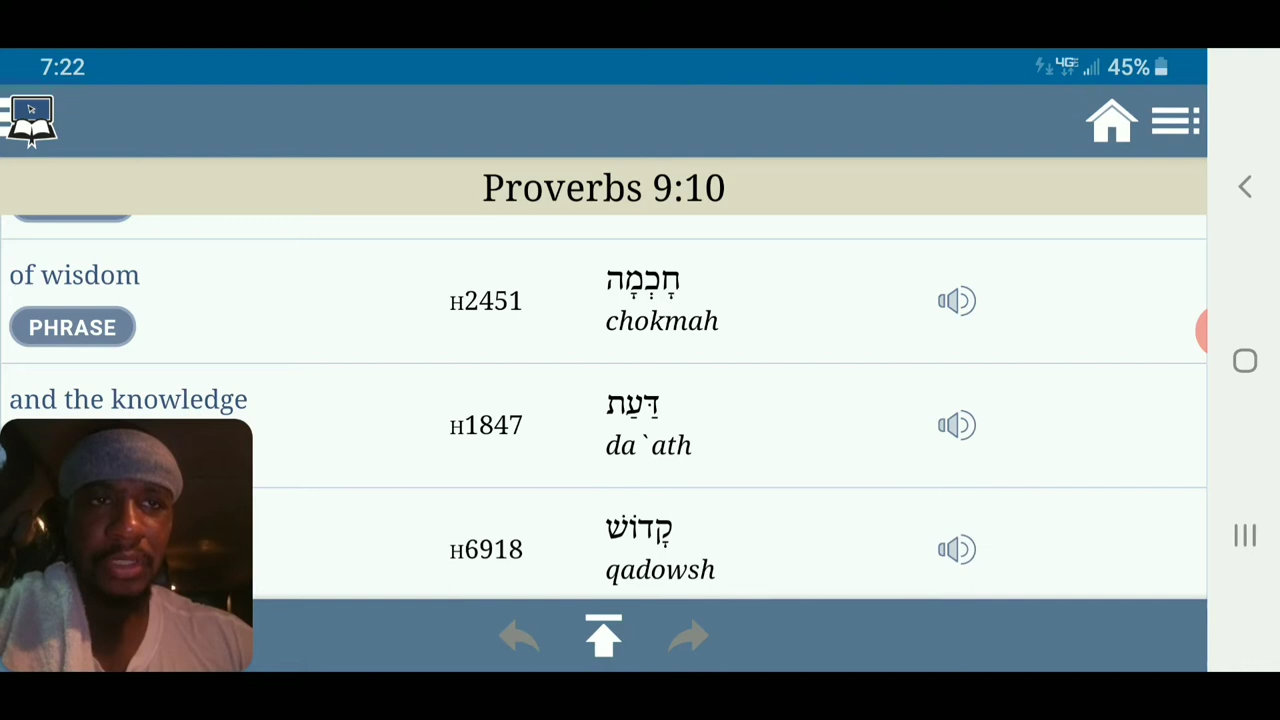 7:22
4G 45%
Proverbs 9:10
of wisdom
PHRASE
H2451
חָכְמָה
chokmah
and the knowledge
H1847
דַּעַת
da`ath
H6918
קָדוֹשׁ
qadowsh